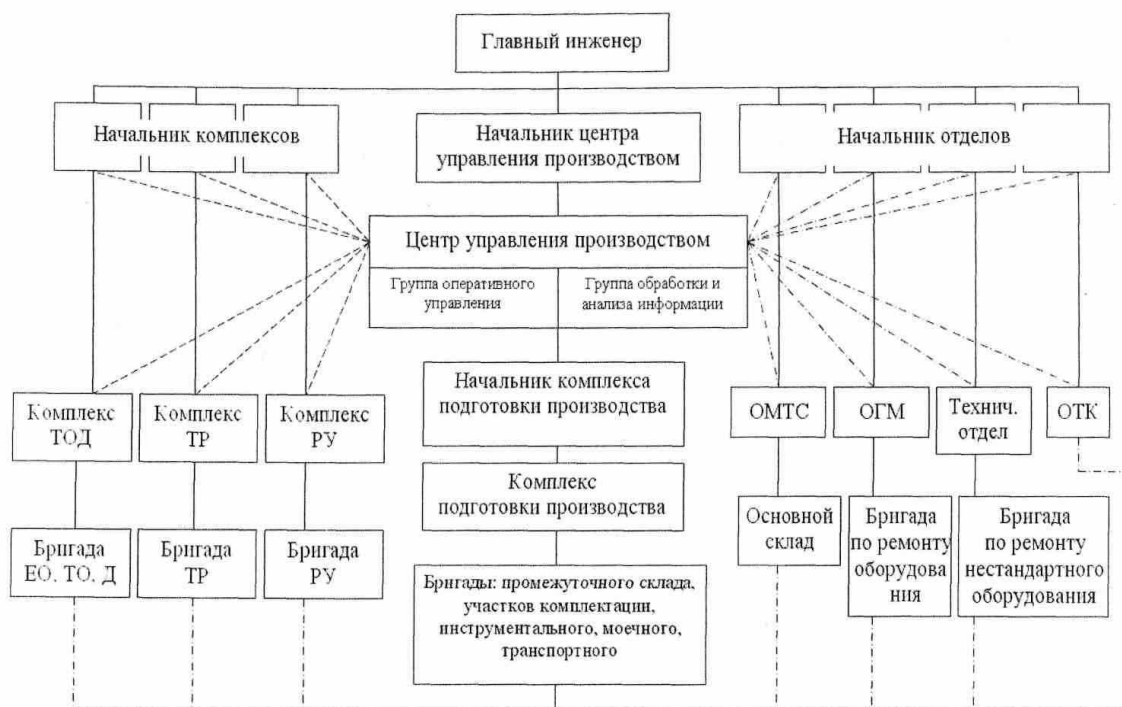 Главный инженер
Начальник комплексов
Начальник центра
управления производством
Начальник отделов
Центр управления производством
Группа оперативного
управления
Группа обработки и
анализа информации
Начальник комплекса
подготовки производства
Комплекс
ТОД
Комплекс
ТР
Комплекс
РУ
ОМТС
ОГМ
Технич.
отдел
ОТК
Комплекс
подготовки производства
Бригада
ЕО. ТО. Д
Бригада
ТР
Бригада
РУ
Бригады: промежуточного склада,
участков комплектации,
инструментального, моечного,
транспортного
Основной
склад
Бригада
по ремонту
оборудова
ния
Бригада
по ремонту
нестандартного
оборудования